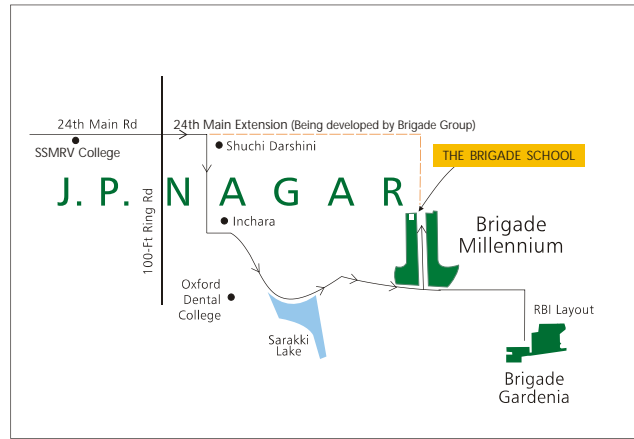 24th Main Rd
24th Main Extension (Being developed by Brigade Group)
SSMRV College
Shuchi Darshini
THE BRIGADE SCHOOL
J. P. NAGAR
100-Ft Ring Rd
Inchara
Brigade
Millennium
Oxford
Dental
College
Sarakki
Lake
RBI Layout
Brigade
Gardenia